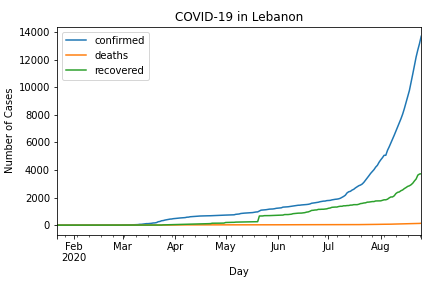 COVID-19 in Lebanon
confirmed
deaths
recovered
Number of Cases
14000
12000
10000
8000
6000
4000
2000
0
Feb Mar Apr May Jun Jul Aug
2020
Day